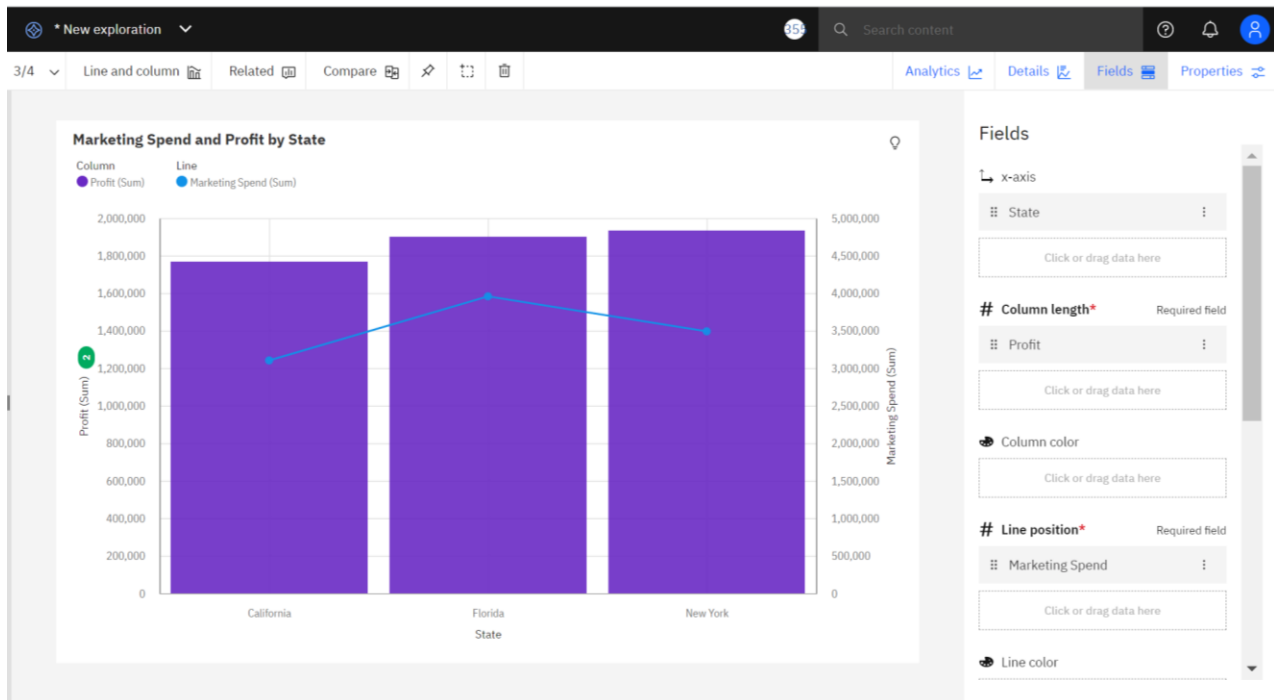 * New exploration
355
Search content
3/4
Line and column
Related
Compare
Analytics
Details
Fields
Properties
Marketing Spend and Profit by State
Column
Line
Profit (Sum)
Marketing Spend (Sum)
2,000,000
1,800,000
1,600,000
1,400,000
1,200,000
1,000,000
800,000
600,000
400,000
200,000
0
2
Profit (Sum)
5,000,000
4,500,000
4,000,000
3,500,000
3,000,000
2,500,000
2,000,000
1,500,000
1,000,000
500,000
0
Marketing Spend (Sum)
California
Florida
New York
State
Fields
x-axis
State
Click or drag data here
# Column length*
Required field
Profit
Click or drag data here
Column color
Click or drag data here
# Line position*
Required field
Marketing Spend
Click or drag data here
Line color